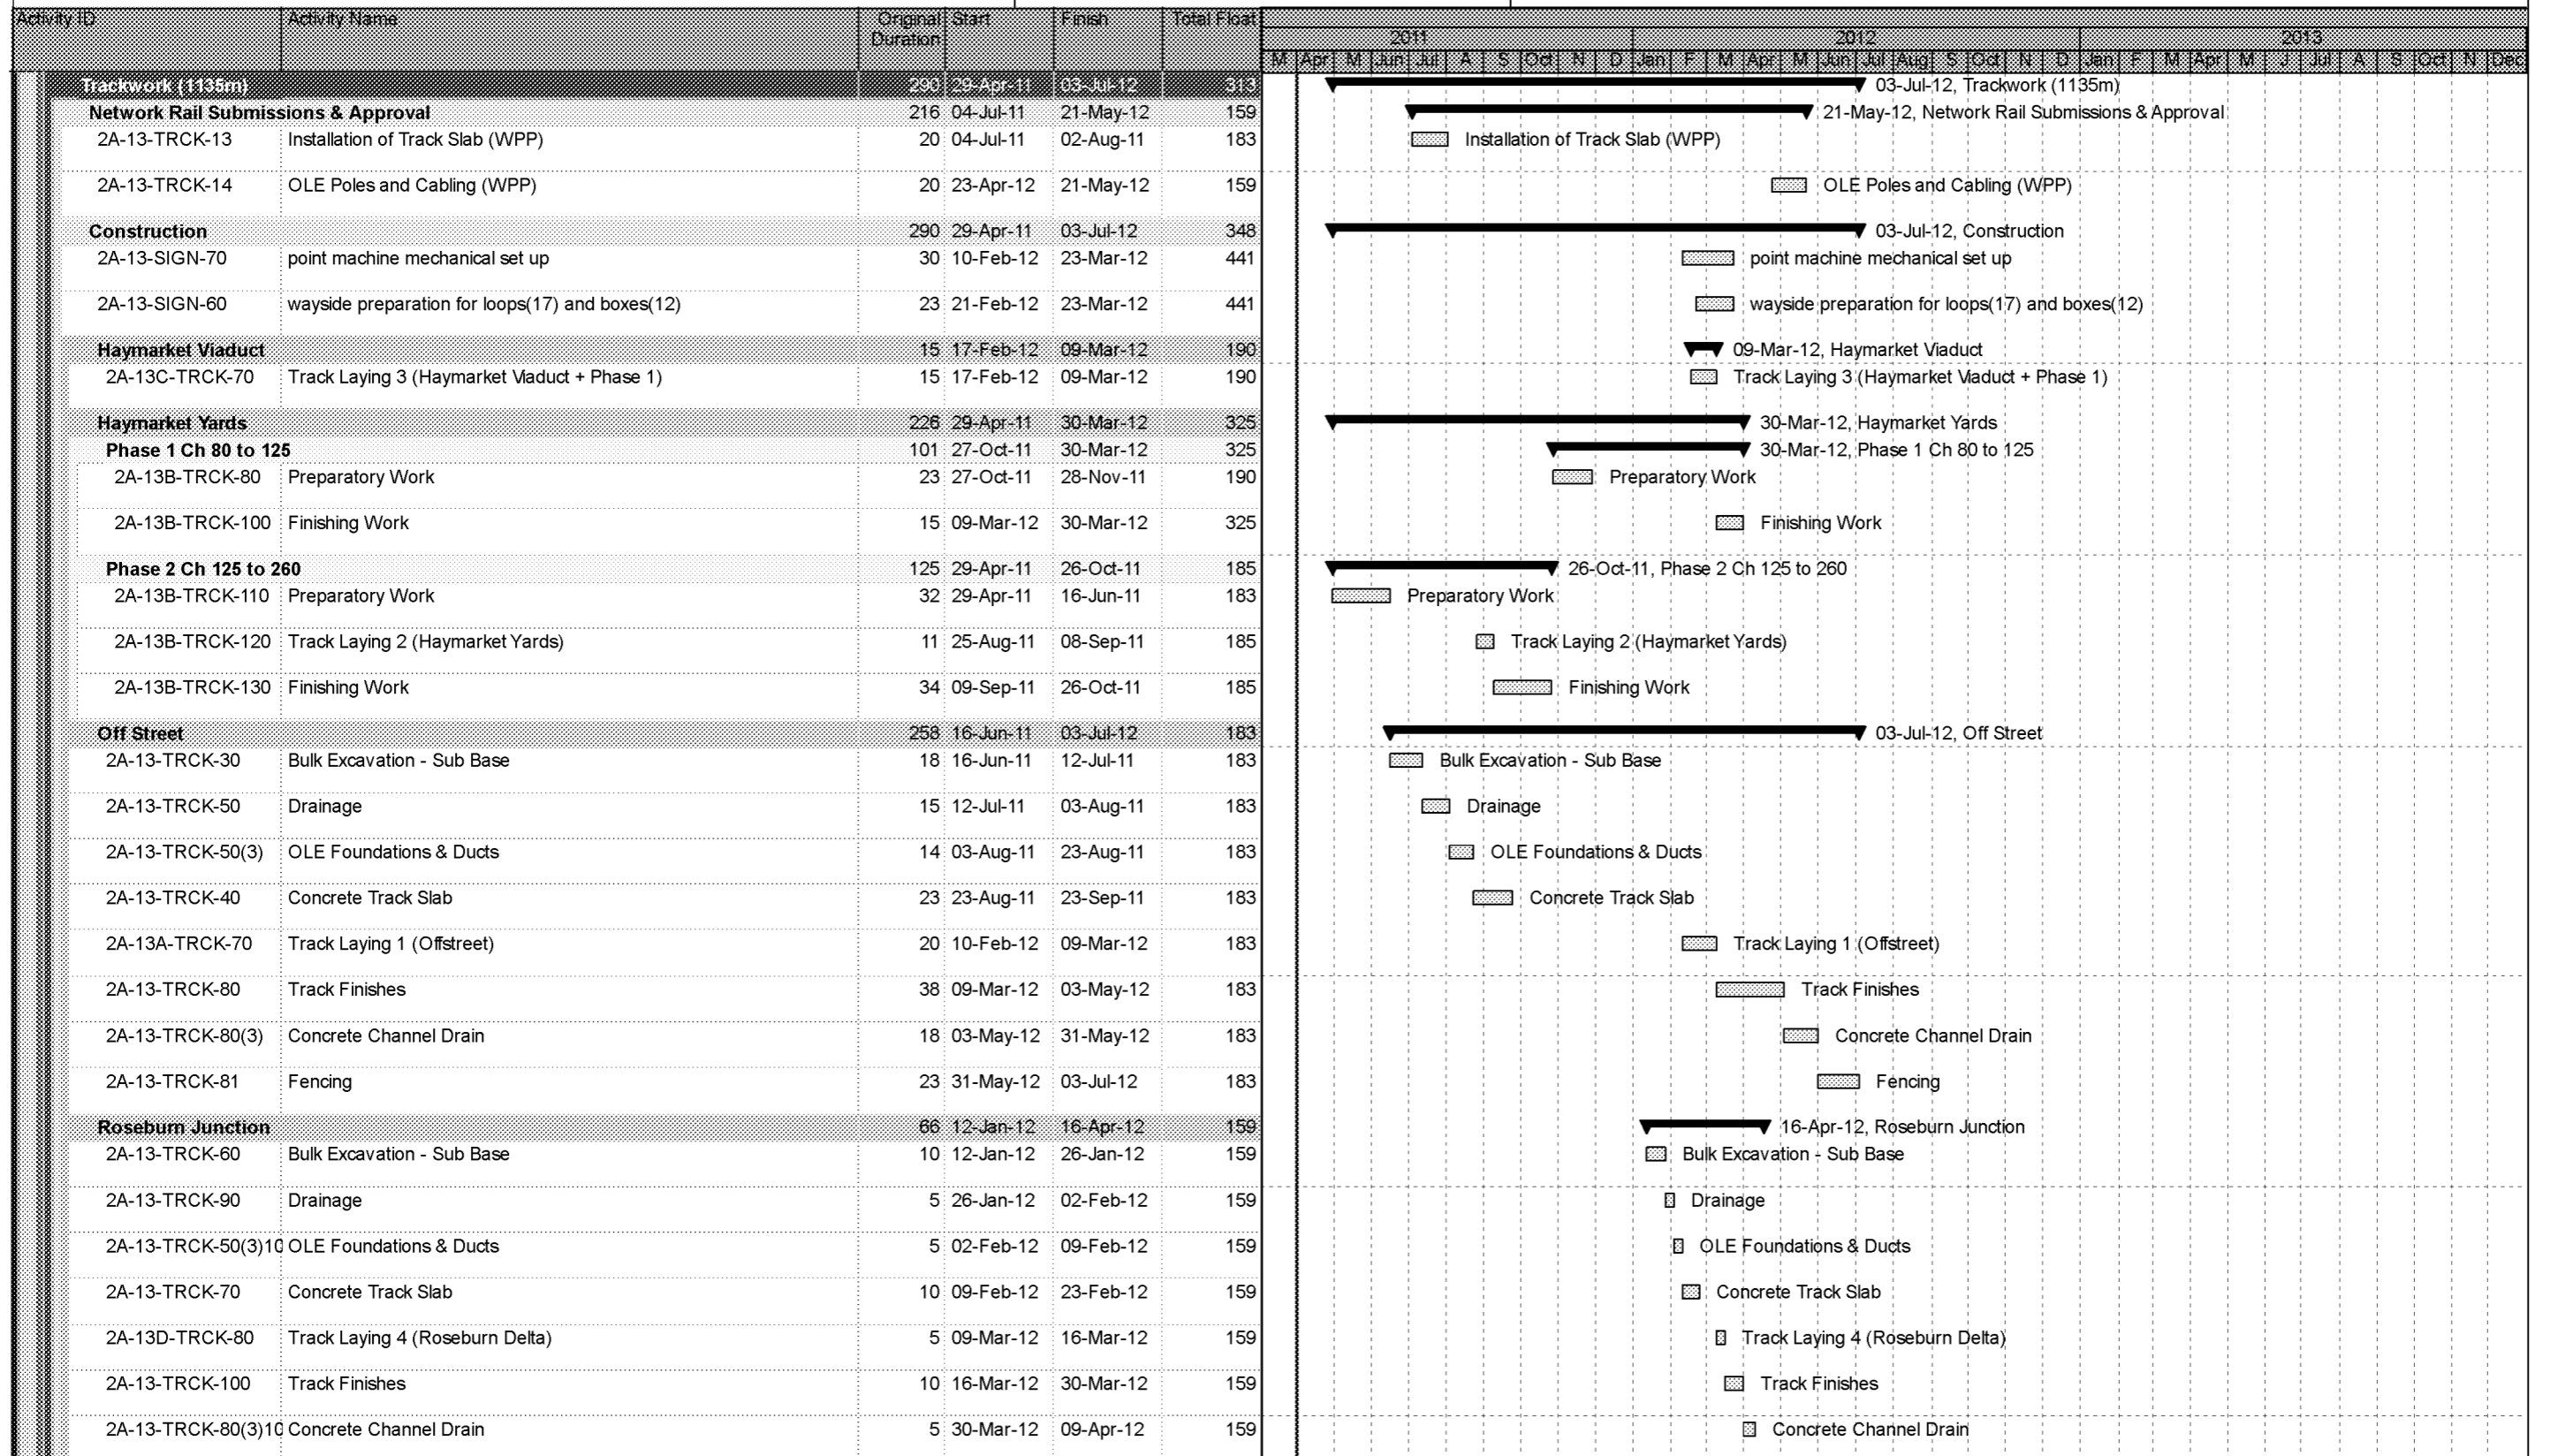 Activity ID Activity Name Original Duration Start Finish Total Float
2011 2012 2013
M Apr M Jun Jul A S Oct N D Jan F M Apr M Jun Jul Aug S Oct N D Jan F M Apr M J Jul A S Oct N Dec
Trackwork (1135m) 290 29-Apr-11 03-Jul-12 313 03-Jul-12, Trackwork (1135m)
Network Rail Submissions & Approval 216 04-Jul-11 21-May-12 159 21-May-12, Network Rail Submissions & Approval
2A-13-TRCK-13 Installation of Track Slab (WPP) 20 04-Jul-11 02-Aug-11 183 Installation of Track Slab (WPP)
2A-13-TRCK-14 OLE Poles and Cabling (WPP) 20 23-Apr-12 21-May-12 159 OLE Poles and Cabling (WPP)
Construction 290 29-Apr-11 03-Jul-12 348 03-Jul-12, Construction
2A-13-SIGN-70 point machine mechanical set up 30 10-Feb-12 23-Mar-12 441 point machine mechanical set up
2A-13-SIGN-60 wayside preparation for loops(17) and boxes(12) 23 21-Feb-12 23-Mar-12 441 wayside preparation for loops(17) and boxes(12)
Haymarket Viaduct 15 17-Feb-12 09-Mar-12 190 09-Mar-12, Haymarket Viaduct
2A-13C-TRCK-70 Track Laying 3 (Haymarket Viaduct + Phase 1) 15 17-Feb-12 09-Mar-12 190 Track Laying 3 (Haymarket Viaduct + Phase 1)
Haymarket Yards 226 29-Apr-11 30-Mar-12 325 30-Mar-12, Haymarket Yards
Phase 1 Ch 80 to 125 101 27-Oct-11 30-Mar-12 325 30-Mar-12, Phase 1 Ch 80 to 125
2A-13B-TRCK-80 Preparatory Work 23 27-Oct-11 28-Nov-11 190 Preparatory Work
2A-13B-TRCK-100 Finishing Work 15 09-Mar-12 30-Mar-12 325 Finishing Work
Phase 2 Ch 125 to 260 125 29-Apr-11 26-Oct-11 185 26-Oct-11, Phase 2 Ch 125 to 260
2A-13B-TRCK-110 Preparatory Work 32 29-Apr-11 16-Jun-11 183 Preparatory Work
2A-13B-TRCK-120 Track Laying 2 (Haymarket Yards) 11 25-Aug-11 08-Sep-11 185 Track Laying 2 (Haymarket Yards)
2A-13B-TRCK-130 Finishing Work 34 09-Sep-11 26-Oct-11 185 Finishing Work
Off Street 258 16-Jun-11 03-Jul-12 183 03-Jul-12, Off Street
2A-13-TRCK-30 Bulk Excavation - Sub Base 18 16-Jun-11 12-Jul-11 183 Bulk Excavation - Sub Base
2A-13-TRCK-50 Drainage 15 12-Jul-11 03-Aug-11 183 Drainage
2A-13-TRCK-50(3) OLE Foundations & Ducts 14 03-Aug-11 23-Aug-11 183 OLE Foundations & Ducts
2A-13-TRCK-40 Concrete Track Slab 23 23-Aug-11 23-Sep-11 183 Concrete Track Slab
2A-13A-TRCK-70 Track Laying 1 (Offstreet) 20 10-Feb-12 09-Mar-12 183 Track Laying 1 (Offstreet)
2A-13-TRCK-80 Track Finishes 38 09-Mar-12 03-May-12 183 Track Finishes
2A-13-TRCK-80(3) Concrete Channel Drain 18 03-May-12 31-May-12 183 Concrete Channel Drain
2A-13-TRCK-81 Fencing 23 31-May-12 03-Jul-12 183 Fencing
Roseburn Junction 66 12-Jan-12 16-Apr-12 159 16-Apr-12, Roseburn Junction
2A-13-TRCK-60 Bulk Excavation - Sub Base 10 12-Jan-12 26-Jan-12 159 Bulk Excavation - Sub Base
2A-13-TRCK-90 Drainage 5 26-Jan-12 02-Feb-12 159 Drainage
2A-13-TRCK-50(3)10 OLE Foundations & Ducts 5 02-Feb-12 09-Feb-12 159 OLE Foundations & Ducts
2A-13-TRCK-70 Concrete Track Slab 10 09-Feb-12 23-Feb-12 159 Concrete Track Slab
2A-13D-TRCK-80 Track Laying 4 (Roseburn Delta) 5 09-Mar-12 16-Mar-12 159 Track Laying 4 (Roseburn Delta)
2A-13-TRCK-100 Track Finishes 10 16-Mar-12 30-Mar-12 159 Track Finishes
2A-13-TRCK-80(3)10 Concrete Channel Drain 5 30-Mar-12 09-Apr-12 159 Concrete Channel Drain